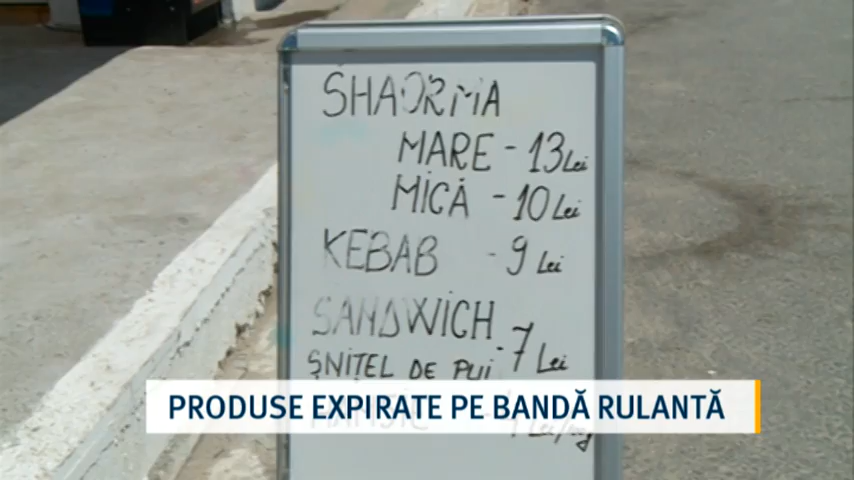 SHAORMA
MARE - 13 Lei
MICĂ - 10 Lei
KEBAB - 9 Lei
SANDWICH
ȘNIȚEL DE PUI - 7 Lei
PRODUSE EXPIRATE PE BANDĂ RULANTĂ